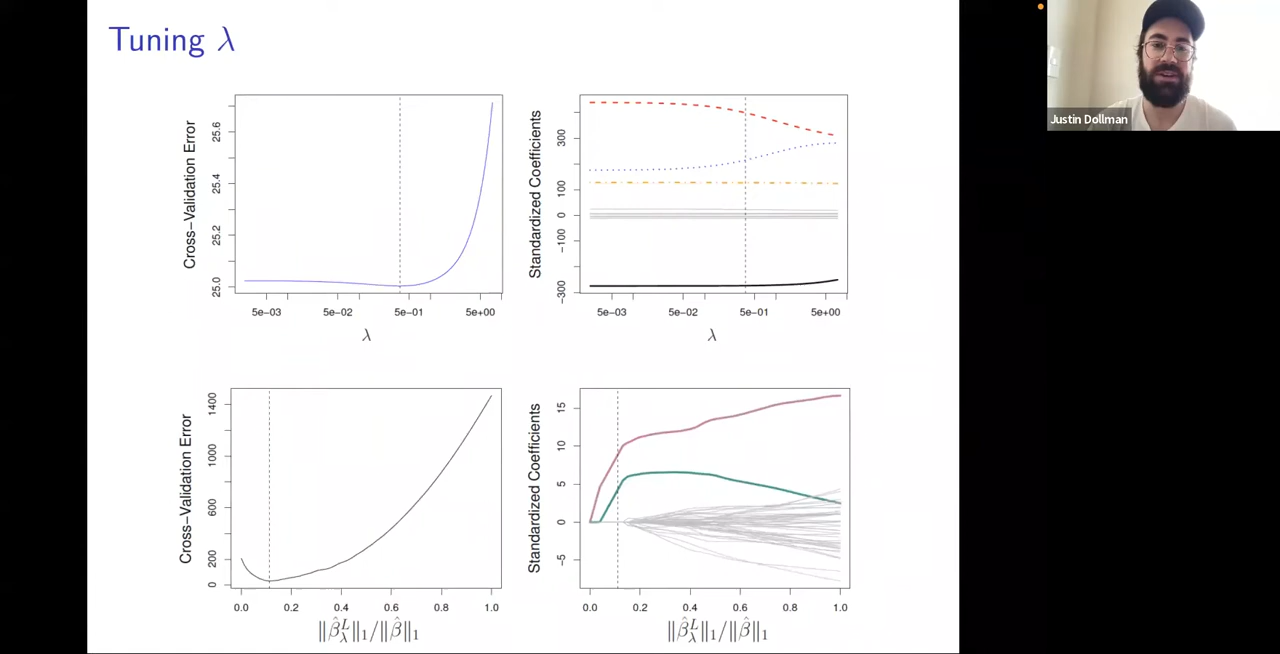 Tuning λ
Justin Dollman
Cross−Validation Error
25.0 25.2 25.4 25.6
5e−03 5e−02 5e−01 5e+00
λ
Standardized Coefficients
−300 −100 0 100 300
5e−03 5e−02 5e−01 5e+00
λ
Cross−Validation Error
0 200 600 1000 1400
0.0 0.2 0.4 0.6 0.8 1.0
‖β̂λL‖1/‖β̂‖1
Standardized Coefficients
−5 0 5 10 15
0.0 0.2 0.4 0.6 0.8 1.0
‖β̂λL‖1/‖β̂‖1